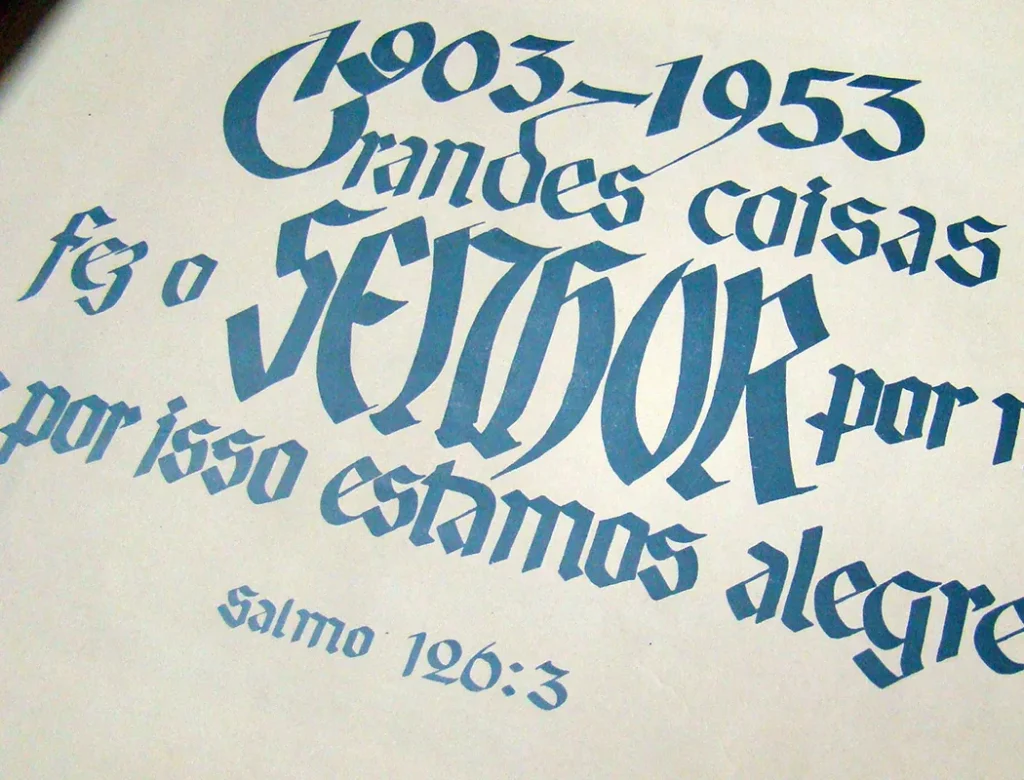 1903-1953
Grandes coisas
fez o SENHOR por
por isso estamos alegre
Salmo 126:3